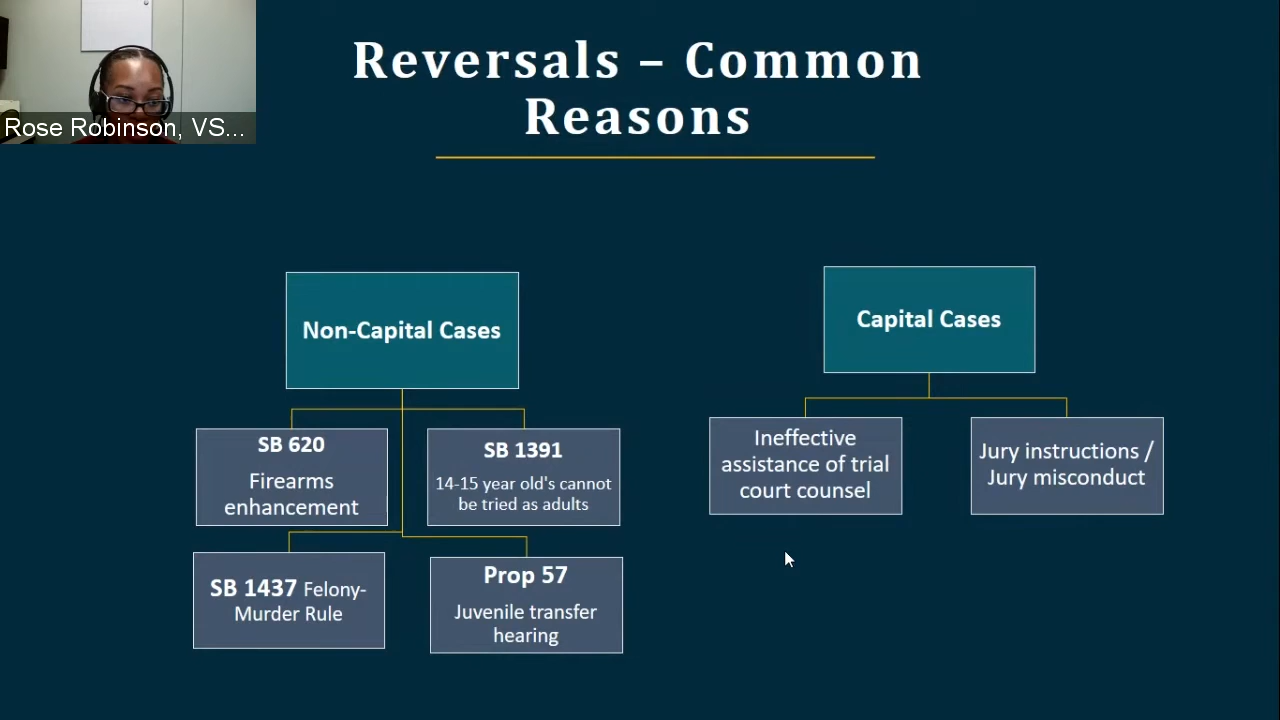 Reversals – Common
Reasons
Rose Robinson, VS...
Non-Capital Cases
SB 620
Firearms
enhancement
SB 1391
14-15 year old's cannot
be tried as adults
SB 1437 Felony-
Murder Rule
Prop 57
Juvenile transfer
hearing
Capital Cases
Ineffective
assistance of trial
court counsel
Jury instructions /
Jury misconduct